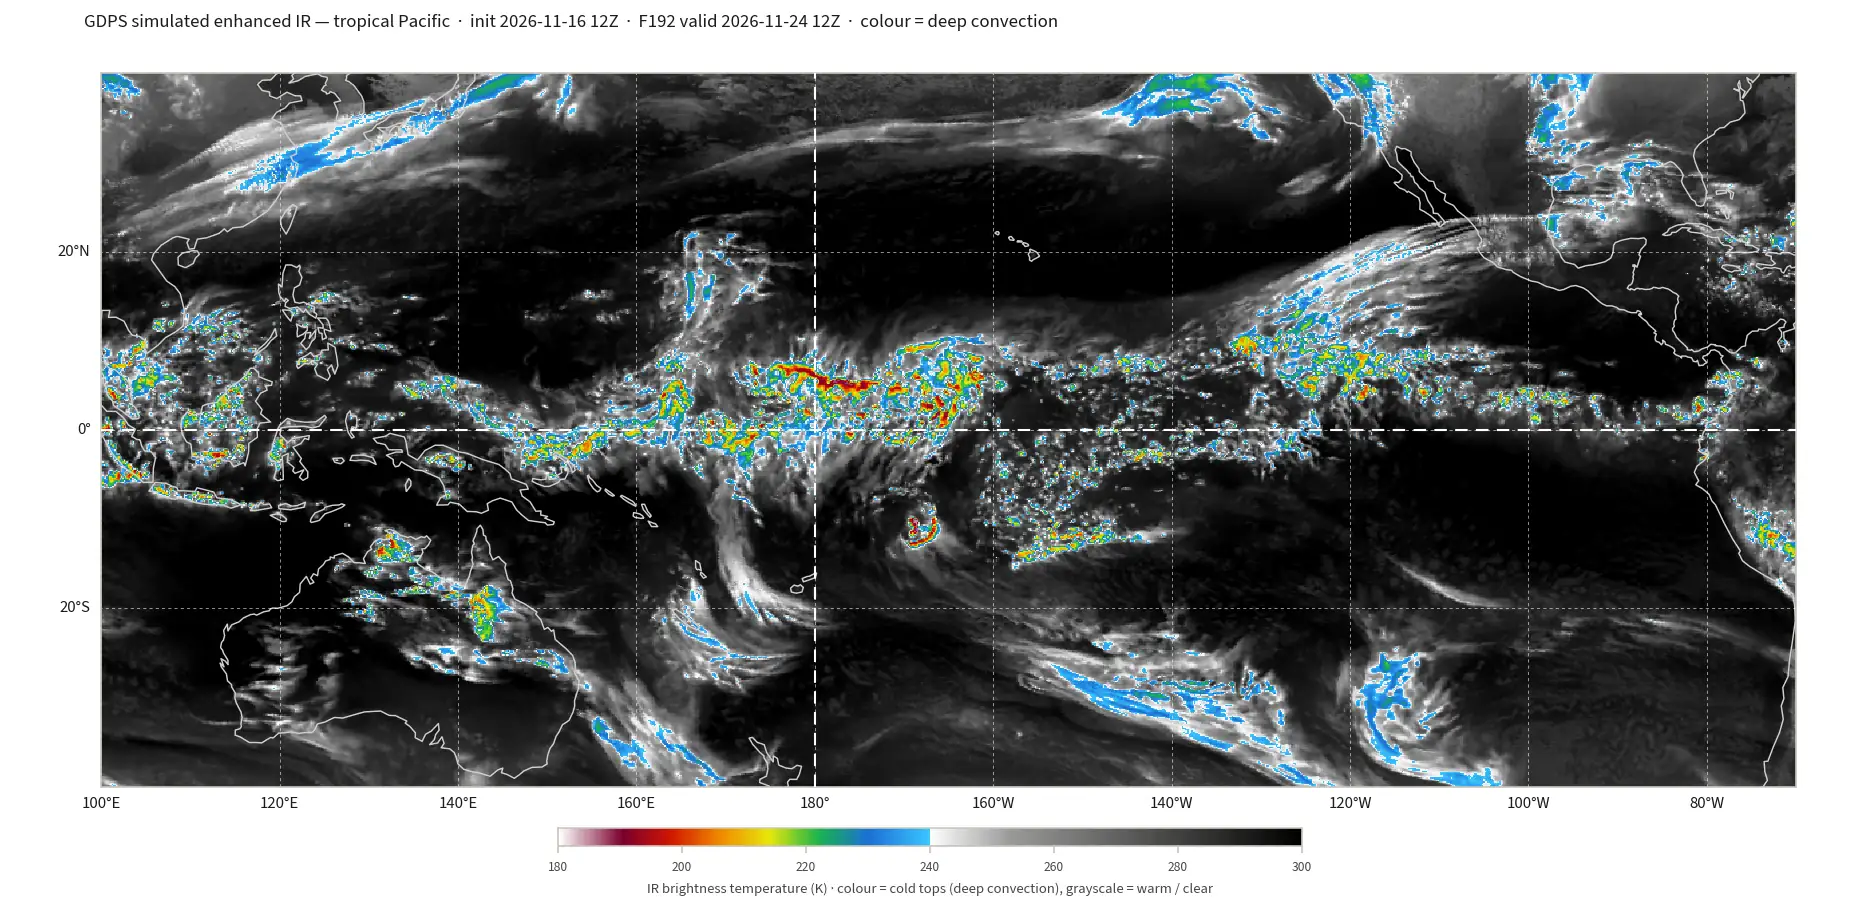 GDPS simulated enhanced IR — tropical Pacific · init 2026-11-16 12Z · F192 valid 2026-11-24 12Z · colour = deep convection
20°N
0°
20°S
100°E 120°E 140°E 160°E 180° 160°W 140°W 120°W 100°W 80°W
180 200 220 240 260 280 300
IR brightness temperature (K) · colour = cold tops (deep convection), grayscale = warm / clear